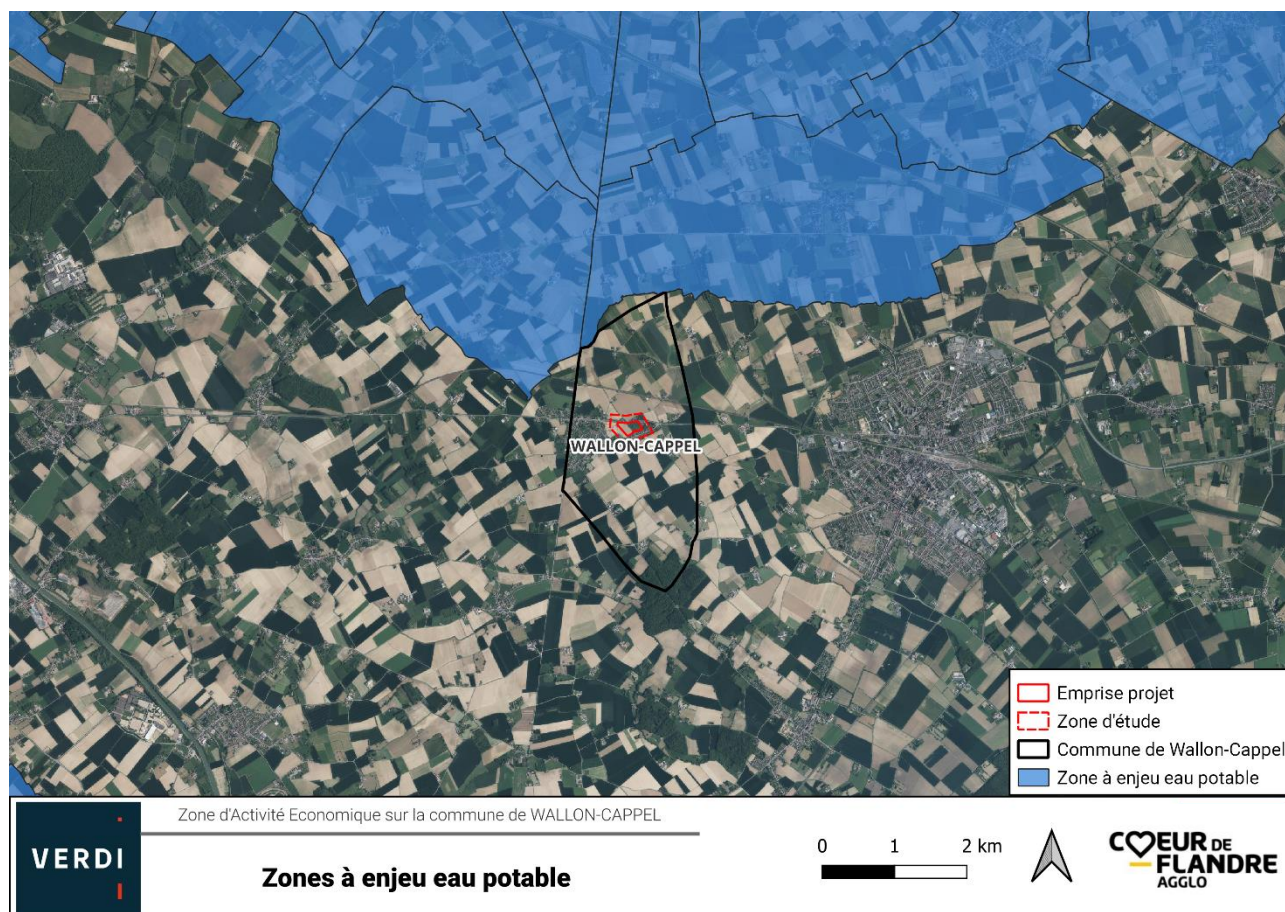 WALLON-CAPPEL
Emprise projet
Zone d'étude
Commune de Wallon-Cappel
Zone à enjeu eau potable
VERDI
Zone d'Activité Economique sur la commune de WALLON-CAPPEL
Zones à enjeu eau potable
0 1 2 km
CŒUR DE
FLANDRE
AGGLO